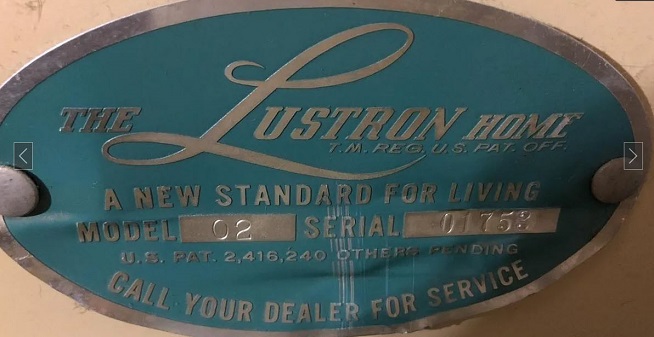 THE LUSTRON HOME
T.M. REG. U.S. PAT. OFF.
A NEW STANDARD FOR LIVING
MODEL 02 SERIAL
U.S. PAT. 2,416,240 OTHERS PENDING
CALL YOUR DEALER FOR SERVICE